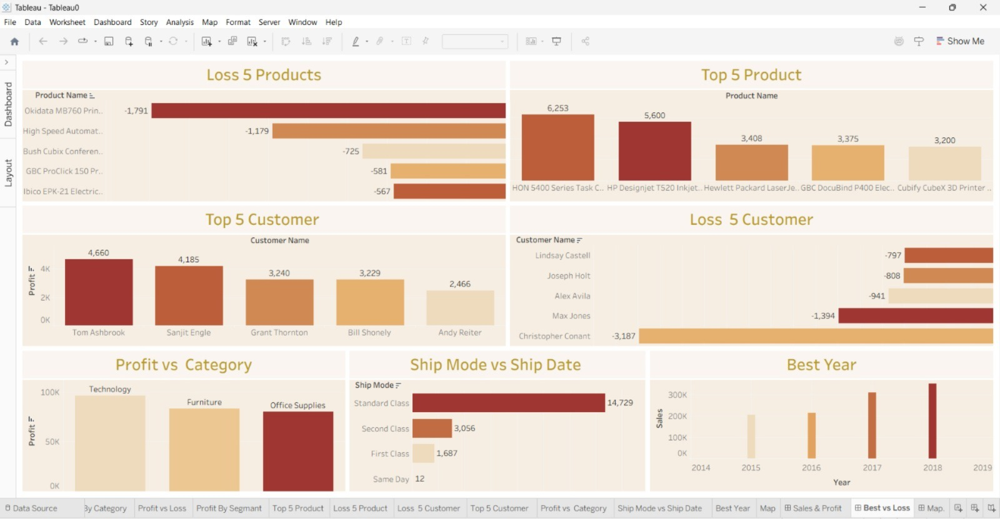 Tableau - Tableau0
File Data Worksheet Dashboard Story Analysis Map Format Server Window Help
Show Me
Dashboard
Layout
Loss 5 Products
Product Name
Okidata MB760 Prin.. -1,791
High Speed Automat.. -1,179
Bush Cubix Conferen.. -725
GBC ProClick 150 Pr.. -581
Ibico EPK-21 Electric.. -567
Top 5 Product
Product Name
6,253 5,600 3,408 3,375 3,200
HON 5400 Series Task C.. HP Designjet T520 Inkjet.. Hewlett Packard LaserJe.. GBC DocuBind P400 Elec.. Cubify CubeX 3D Printer ..
Top 5 Customer
Customer Name
4,660 4,185 3,240 3,229 2,466
Profit
4K
2K
0K
Tom Ashbrook Sanjit Engle Grant Thornton Bill Shonely Andy Reiter
Loss 5 Customer
Customer Name
Lindsay Castell -797
Joseph Holt -808
Alex Avila -941
Max Jones -1,394
Christopher Conant -3,187
Profit vs Category
Technology Furniture Office Supplies
Profit
100K
50K
0K
Ship Mode vs Ship Date
Ship Mode
Standard Class 14,729
Second Class 3,056
First Class 1,687
Same Day 12
Best Year
Sales
300K
200K
100K
0K
2014 2015 2016 2017 2018 2019
Year
Data Source By Category Profit vs Loss Profit By Segmant Top 5 Product Loss 5 Product Loss 5 Customer Top 5 Customer Profit vs Category Ship Mode vs Ship Date Best Year Map Sales & Profit Best vs Loss Map.